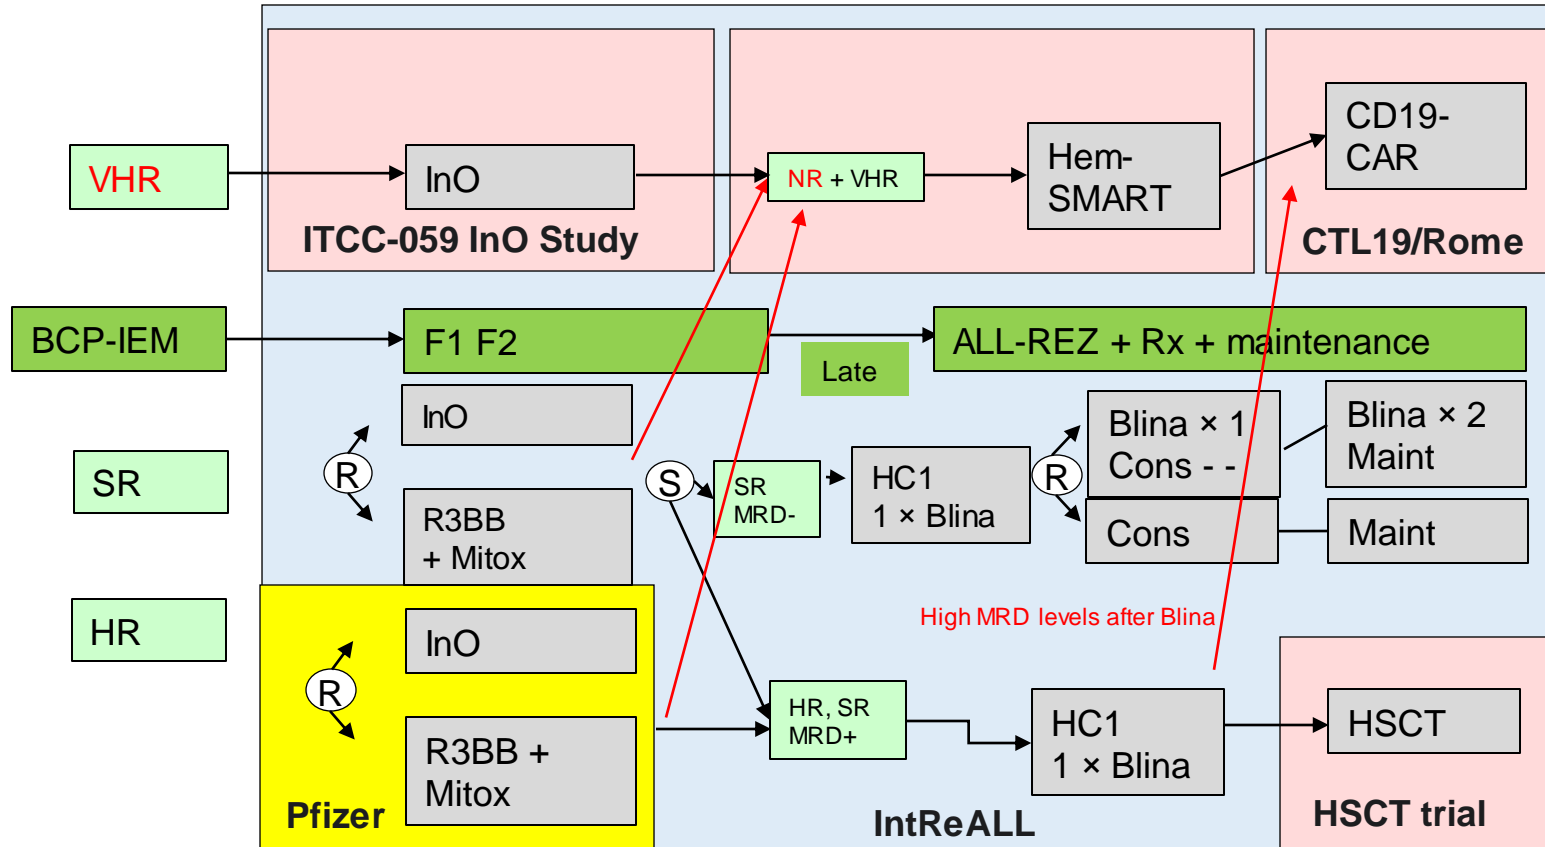 VHR
InO
ITCC-059 InO Study
NR + VHR
Hem-
SMART
CD19-
CAR
CTL19/Rome
BCP-IEM
F1 F2
Late
ALL-REZ + Rx + maintenance
SR
R
InO
R3BB
+ Mitox
S
SR
MRD-
HC1
1 × Blina
R
Blina × 1
Cons - -
Blina × 2
Maint
Cons
Maint
HR
R
InO
R3BB +
Mitox
Pfizer
High MRD levels after Blina
HR, SR
MRD+
HC1
1 × Blina
IntReALL
HSCT
HSCT trial